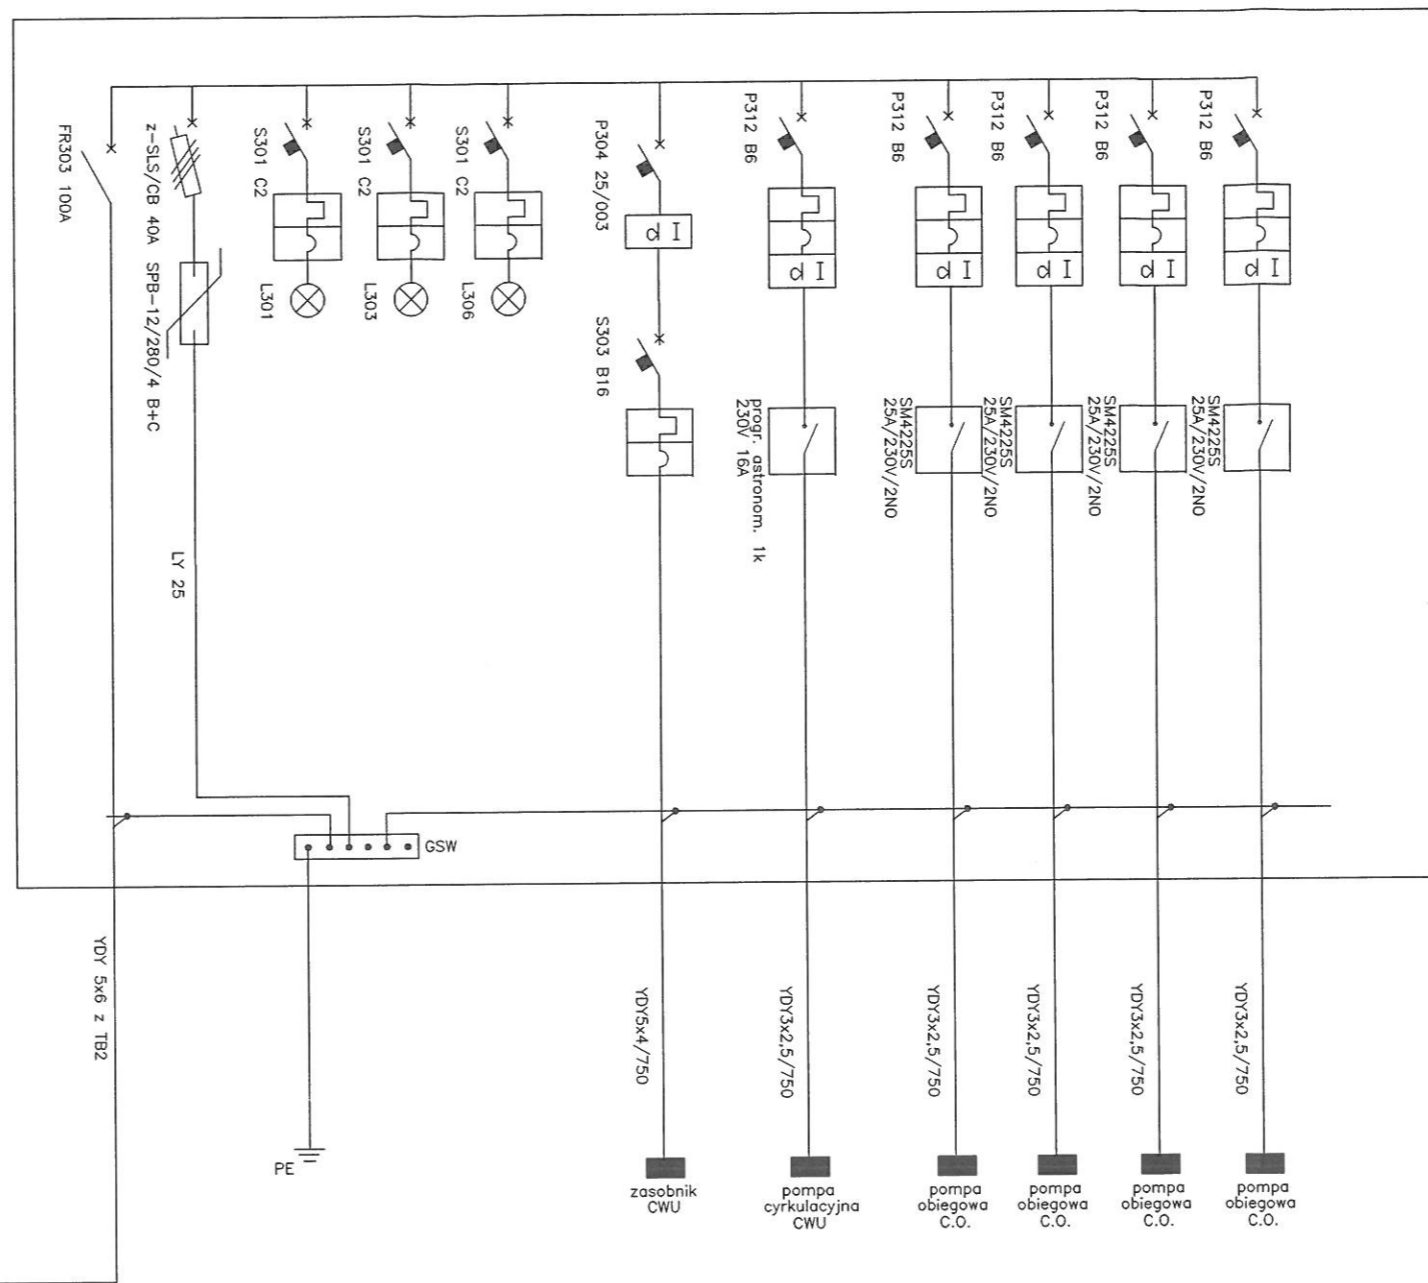 FR303 100A
z-SLS/CB 40A SPB-12/280/4 B+C
S301 C2
L301
S301 C2
L303
S301 C2
L306
P304 25/003
I d
S303 B16
P312 B6
I d
progr. astronom. 1k
230V 16A
P312 B6
I d
SM4225S
25A/230V/2NO
P312 B6
I d
SM4225S
25A/230V/2NO
P312 B6
I d
SM4225S
25A/230V/2NO
P312 B6
I d
SM4225S
25A/230V/2NO
LY 25
GSW
YDY 5x6 z TB2
PE
YDY5x4/750
YDY3x2,5/750
YDY3x2,5/750
YDY3x2,5/750
YDY3x2,5/750
YDY3x2,5/750
zasobnik
CWU
pompa
cyrkulacyjna
CWU
pompa
obiegowa
C.O.
pompa
obiegowa
C.O.
pompa
obiegowa
C.O.
pompa
obiegowa
C.O.